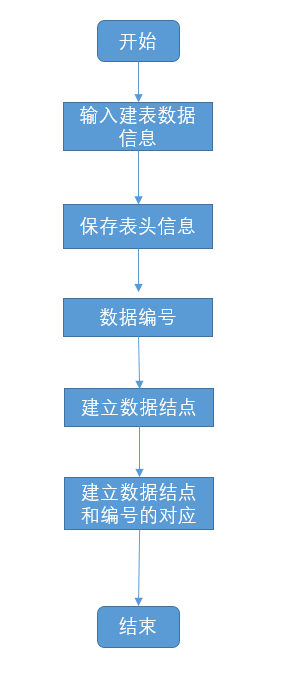 开始
输入建表数据
信息
保存表头信息
数据编号
建立数据结点
建立数据结点
和编号的对应
结束